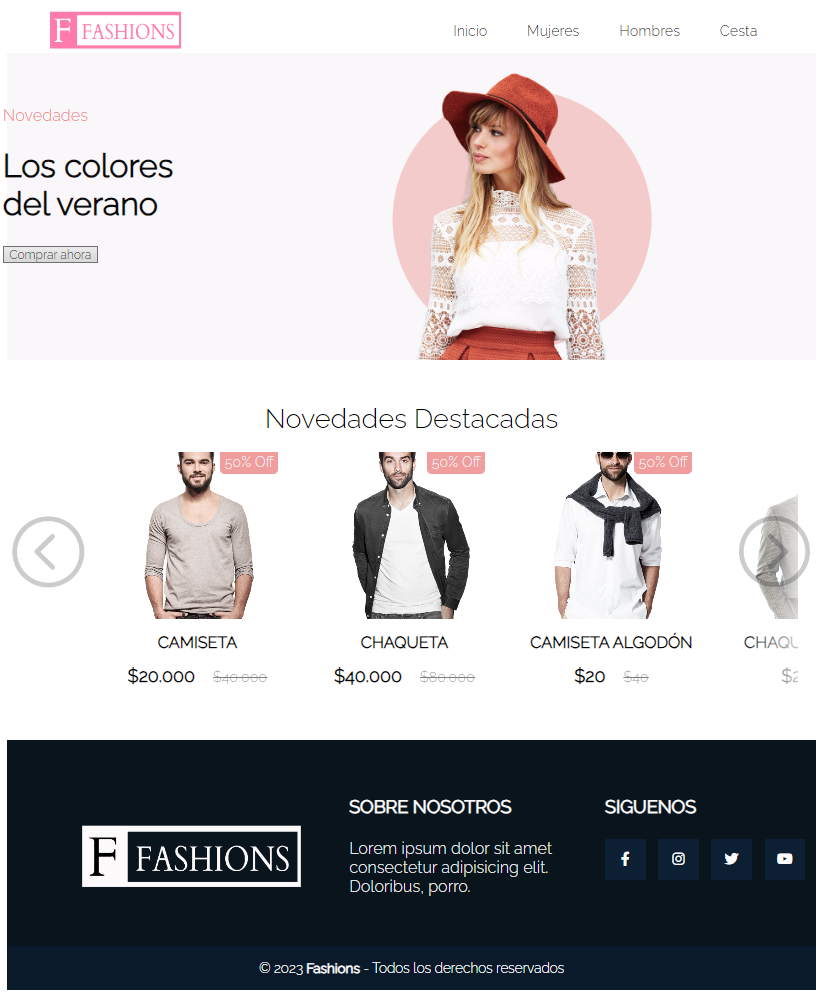 F FASHIONS
Inicio Mujeres Hombres Cesta
Novedades
Los colores
del verano
Comprar ahora
Novedades Destacadas
50% Off 50% Off 50% Off
CAMISETA CHAQUETA CAMISETA ALGODÓN CHAQU
$20.000 $40.000 $40.000 $80.000 $20 $40 $2
SOBRE NOSOTROS SIGUENOS
F FASHIONS
Lorem ipsum dolor sit amet
consectetur adipisicing elit.
Doloribus, porro.
© 2023 Fashions - Todos los derechos reservados